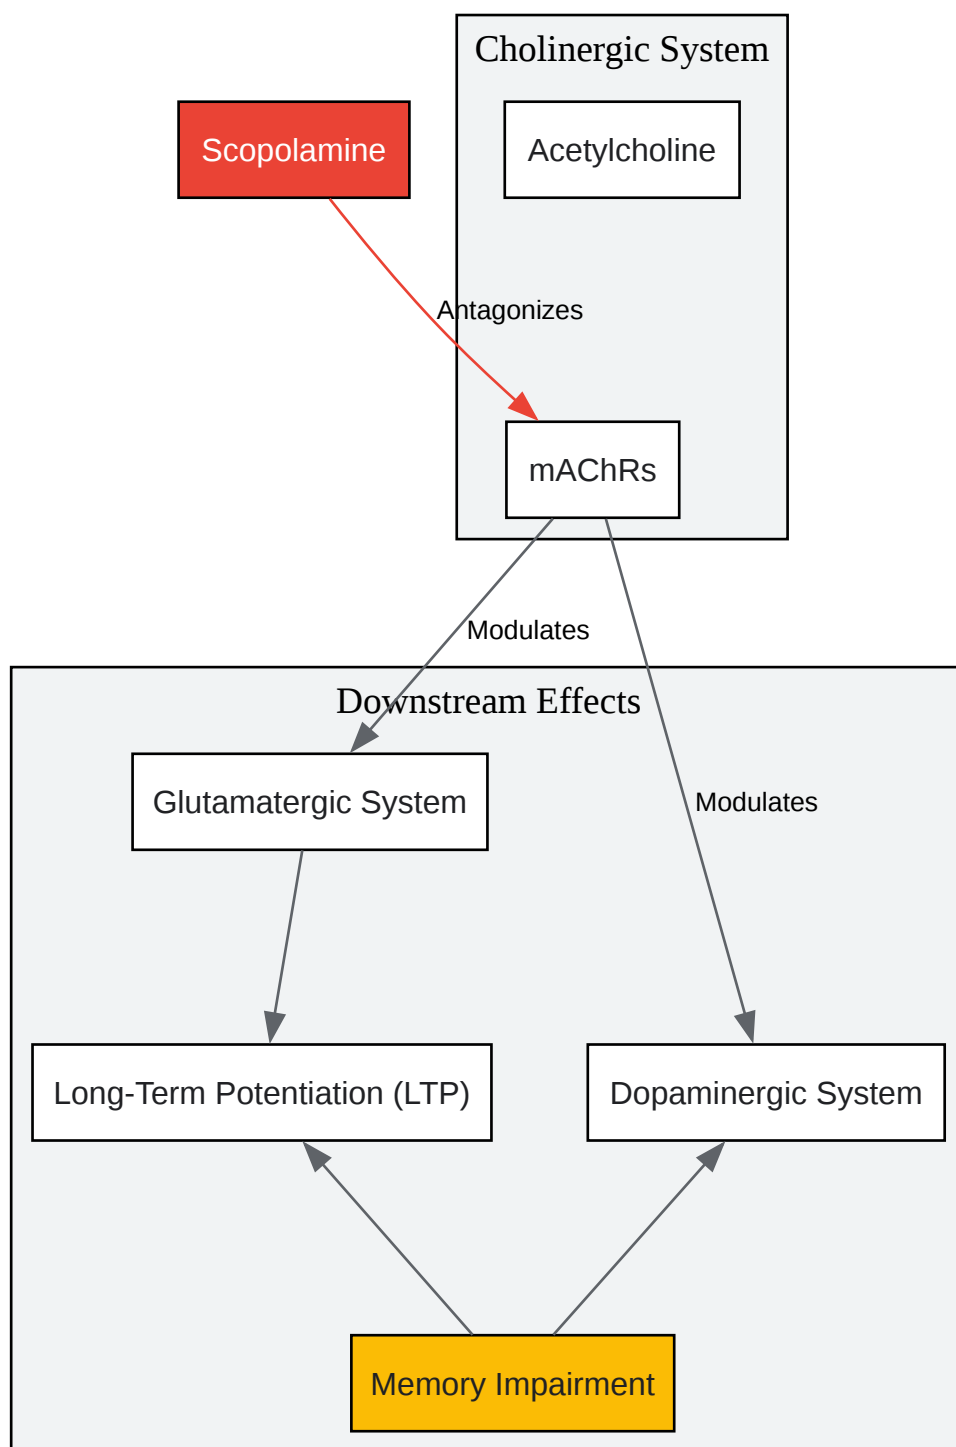 Cholinergic System
Scopolamine
Acetylcholine
Antagonizes
mAChRs
Modulates
Downstream Effects
Glutamatergic System
Modulates
Long-Term Potentiation (LTP)
Dopaminergic System
Memory Impairment